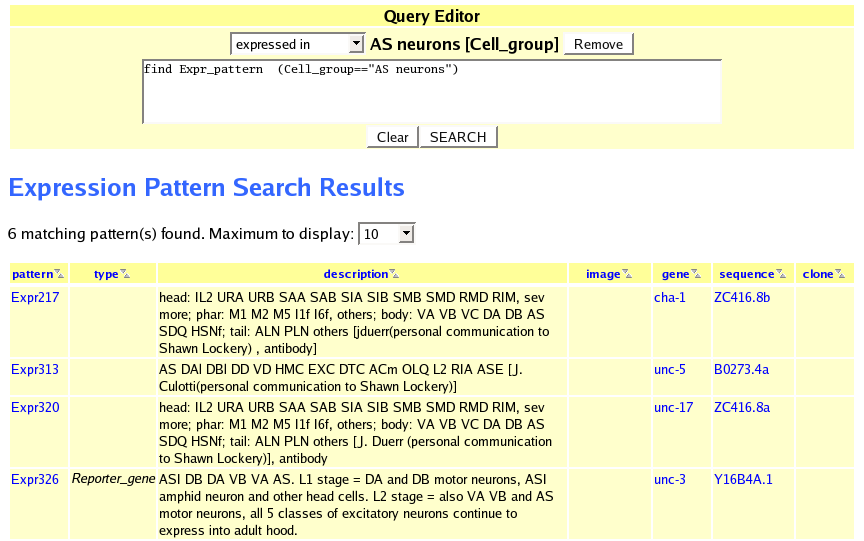 Query Editor
expressed in AS neurons [Cell_group] Remove
find Expr_pattern (Cell_group=="AS neurons")
Clear SEARCH
Expression Pattern Search Results
6 matching pattern(s) found. Maximum to display: 10
pattern type description image gene sequence clone
Expr217 head: IL2 URA URB SAA SAB SIA SIB SMB SMD RMD RIM, sev cha-1 ZC416.8b
more; phar: M1 M2 M5 I1f I6f, others; body: VA VB VC DA DB AS
SDQ HSNf; tail: ALN PLN others [jduerr(personal communication to
Shawn Lockery) , antibody]
Expr313 AS DAl DBl DD VD HMC EXC DTC ACm OLQ L2 RIA ASE [J. unc-5 B0273.4a
Culotti(personal communication to Shawn Lockery)]
Expr320 head: IL2 URA URB SAA SAB SIA SIB SMB SMD RMD RIM, sev unc-17 ZC416.8a
more; phar: M1 M2 M5 I1f I6f, others; body: VA VB VC DA DB AS
SDQ HSNf; tail: ALN PLN others [J. Duerr (personal communication
to Shawn Lockery)], antibody
Expr326 Reporter_gene ASI DB DA VB VA AS. L1 stage = DA and DB motor neurons, ASI unc-3 Y16B4A.1
amphid neuron and other head cells. L2 stage = also VA VB and AS
motor neurons, all 5 classes of excitatory neurons continue to
express into adult hood.